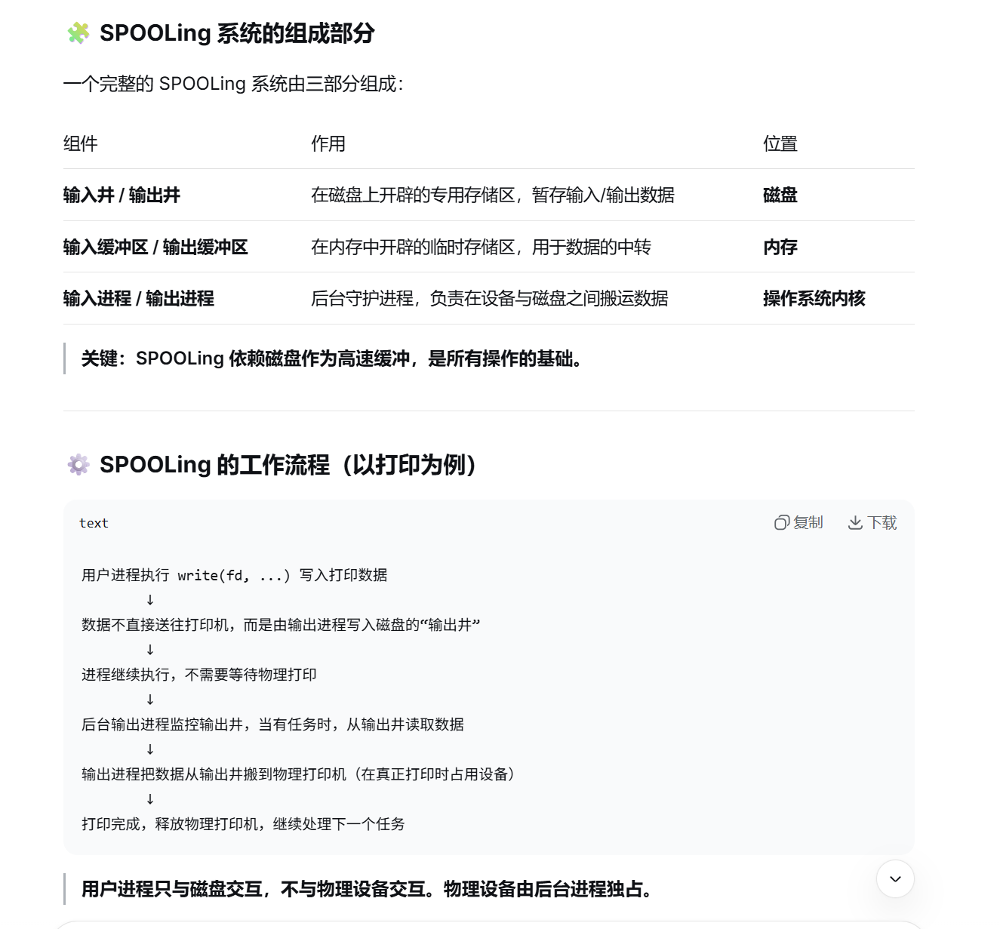 SPOOLing 系统的组成部分
一个完整的 SPOOLing 系统由三部分组成：
组件 作用 位置
输入井 / 输出井 在磁盘上开辟的专用存储区，暂存输入/输出数据 磁盘
输入缓冲区 / 输出缓冲区 在内存中开辟的临时存储区，用于数据的中转 内存
输入进程 / 输出进程 后台守护进程，负责在设备与磁盘之间搬运数据 操作系统内核
关键：SPOOLing 依赖磁盘作为高速缓冲，是所有操作的基础。
SPOOLing 的工作流程（以打印为例）
text 复制 下载
用户进程执行 write(fd, ...) 写入打印数据
↓
数据不直接送往打印机，而是由输出进程写入磁盘的“输出井”
↓
进程继续执行，不需要等待物理打印
↓
后台输出进程监控输出井，当有任务时，从输出井读取数据
↓
输出进程把数据从输出井搬到物理打印机（在真正打印时占用设备）
↓
打印完成，释放物理打印机，继续处理下一个任务
用户进程只与磁盘交互，不与物理设备交互。物理设备由后台进程独占。